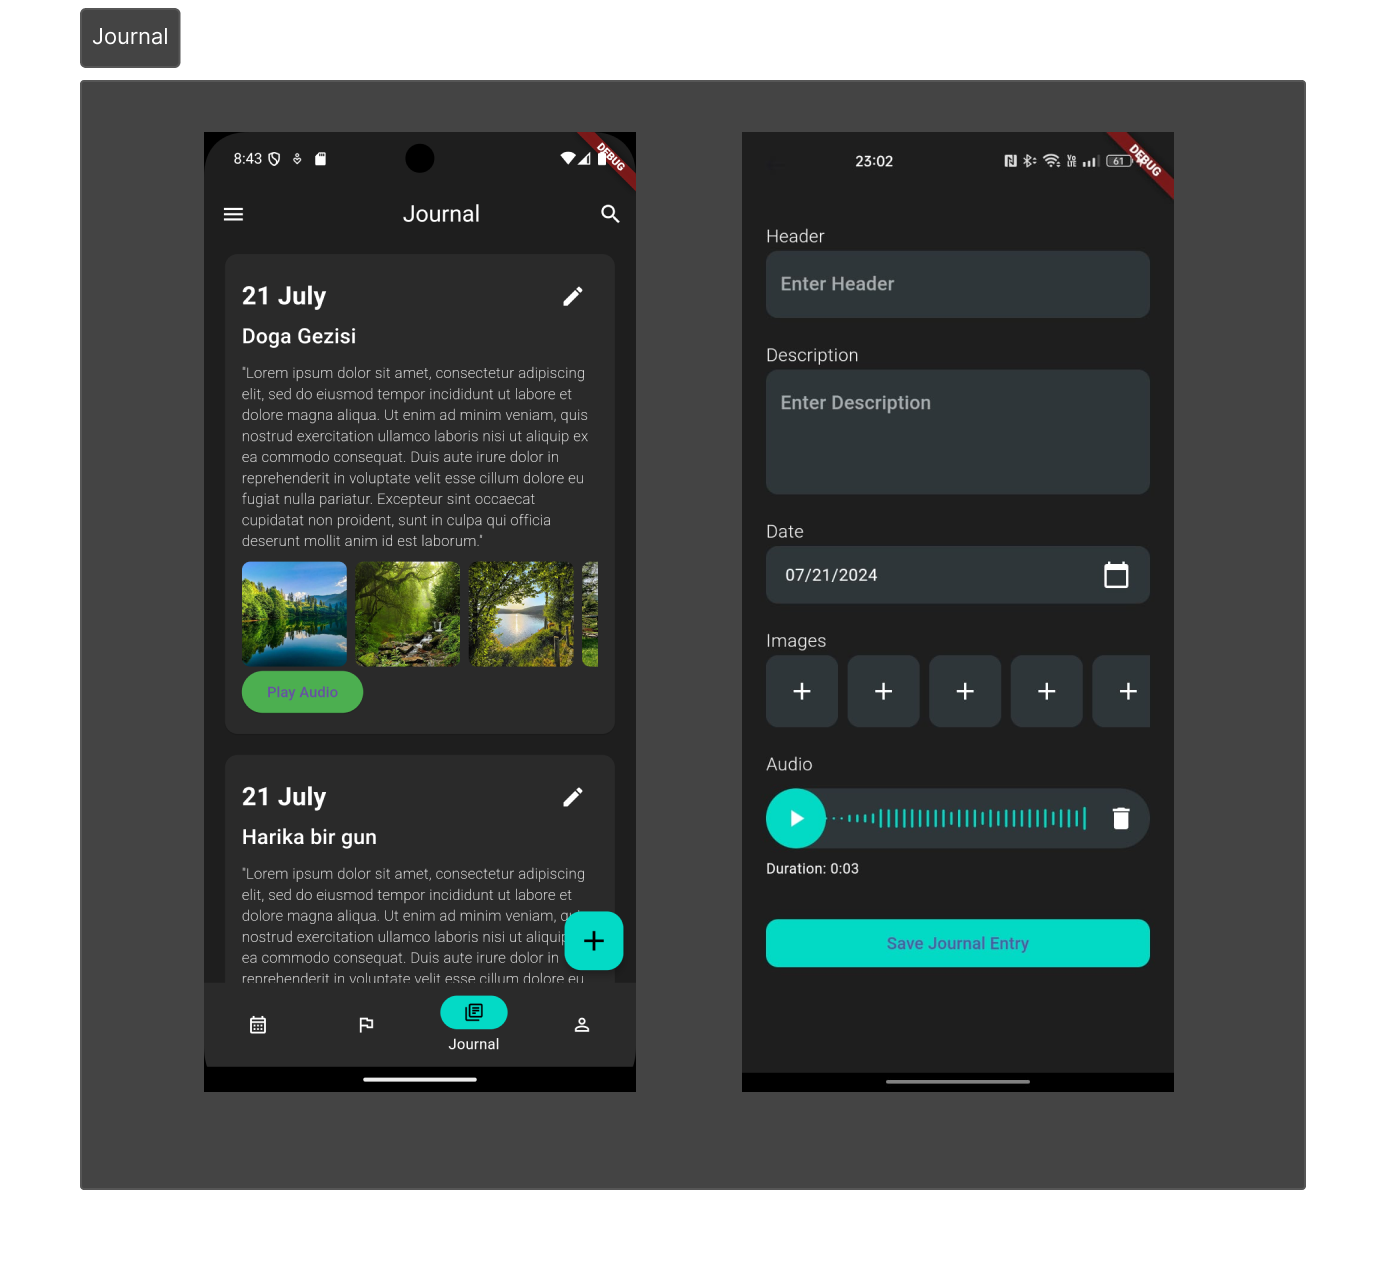 Journal
8:43
DEBUG
Journal
21 July
Doga Gezisi
"Lorem ipsum dolor sit amet, consectetur adipiscing
elit, sed do eiusmod tempor incididunt ut labore et
dolore magna aliqua. Ut enim ad minim veniam, quis
nostrud exercitation ullamco laboris nisi ut aliquip ex
ea commodo consequat. Duis aute irure dolor in
reprehenderit in voluptate velit esse cillum dolore eu
fugiat nulla pariatur. Excepteur sint occaecat
cupidatat non proident, sunt in culpa qui officia
deserunt mollit anim id est laborum."
Play Audio
21 July
Harika bir gun
"Lorem ipsum dolor sit amet, consectetur adipiscing
elit, sed do eiusmod tempor incididunt ut labore et
dolore magna aliqua. Ut enim ad minim veniam,
nostrud exercitation ullamco laboris nisi ut aliquip
ea commodo consequat. Duis aute irure dolor in
reprehenderit in voluptate velit esse cillum dolore eu
Journal
23:02
Vo LTE
61
DEBUG
Header
Enter Header
Description
Enter Description
Date
07/21/2024
Images
Audio
Duration: 0:03
Save Journal Entry